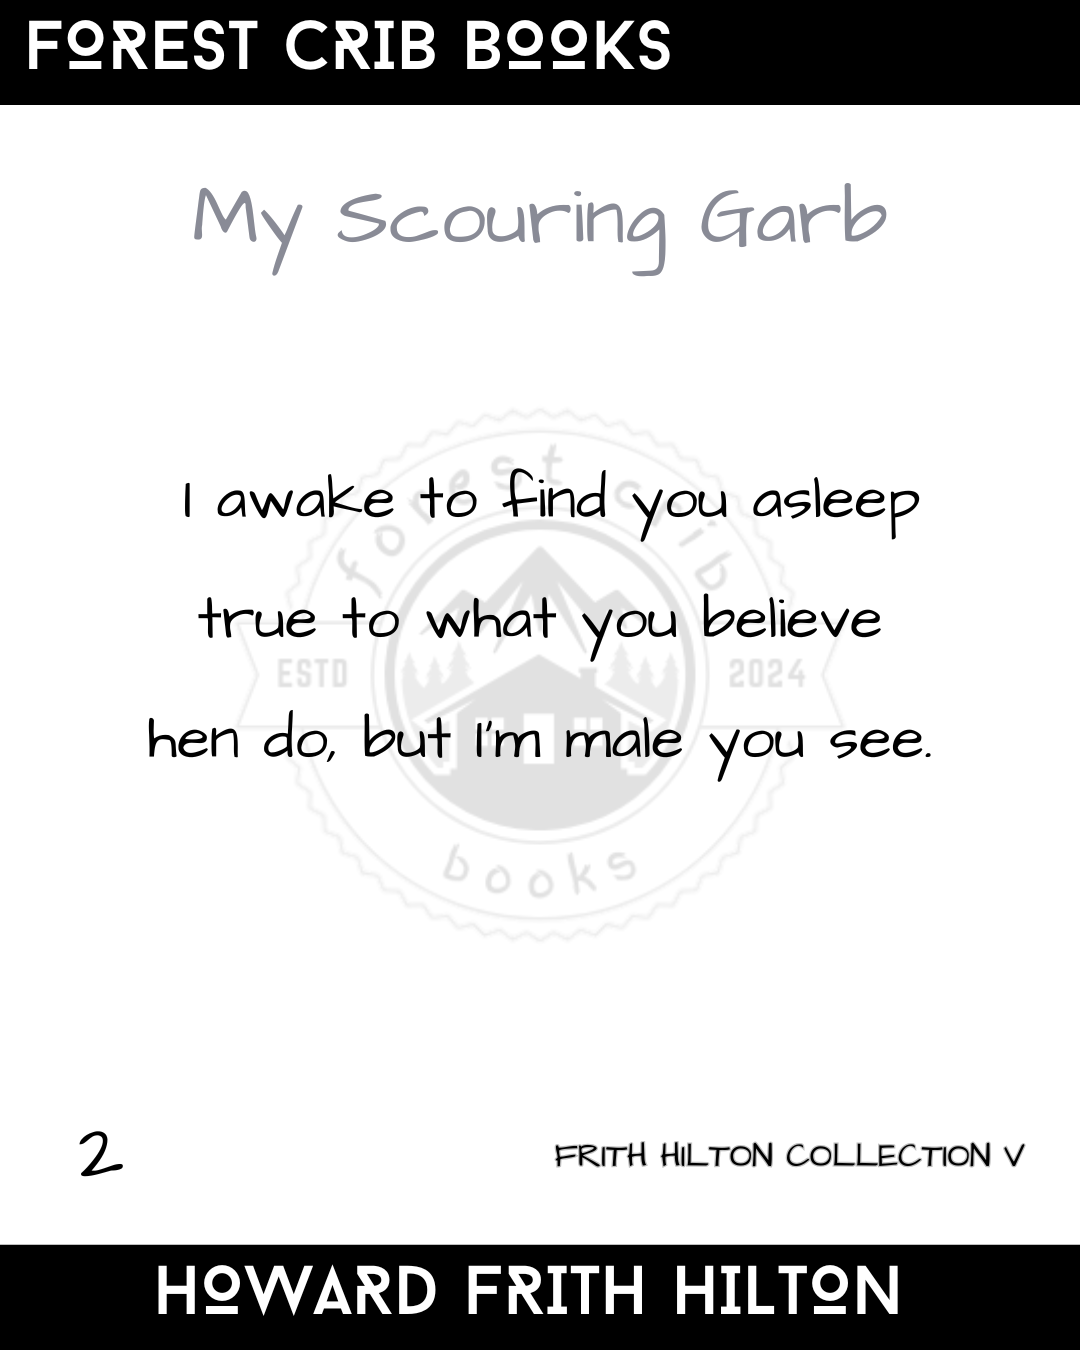 FOREST CRIB BOOKS
My Scouring Garb
forest crib
I awake to find you asleep
true to what you believe
ESTD 2024
hen do, but I'm male you see.
books
2
FRITH HILTON COLLECTION V
HOWARD FRITH HILTON